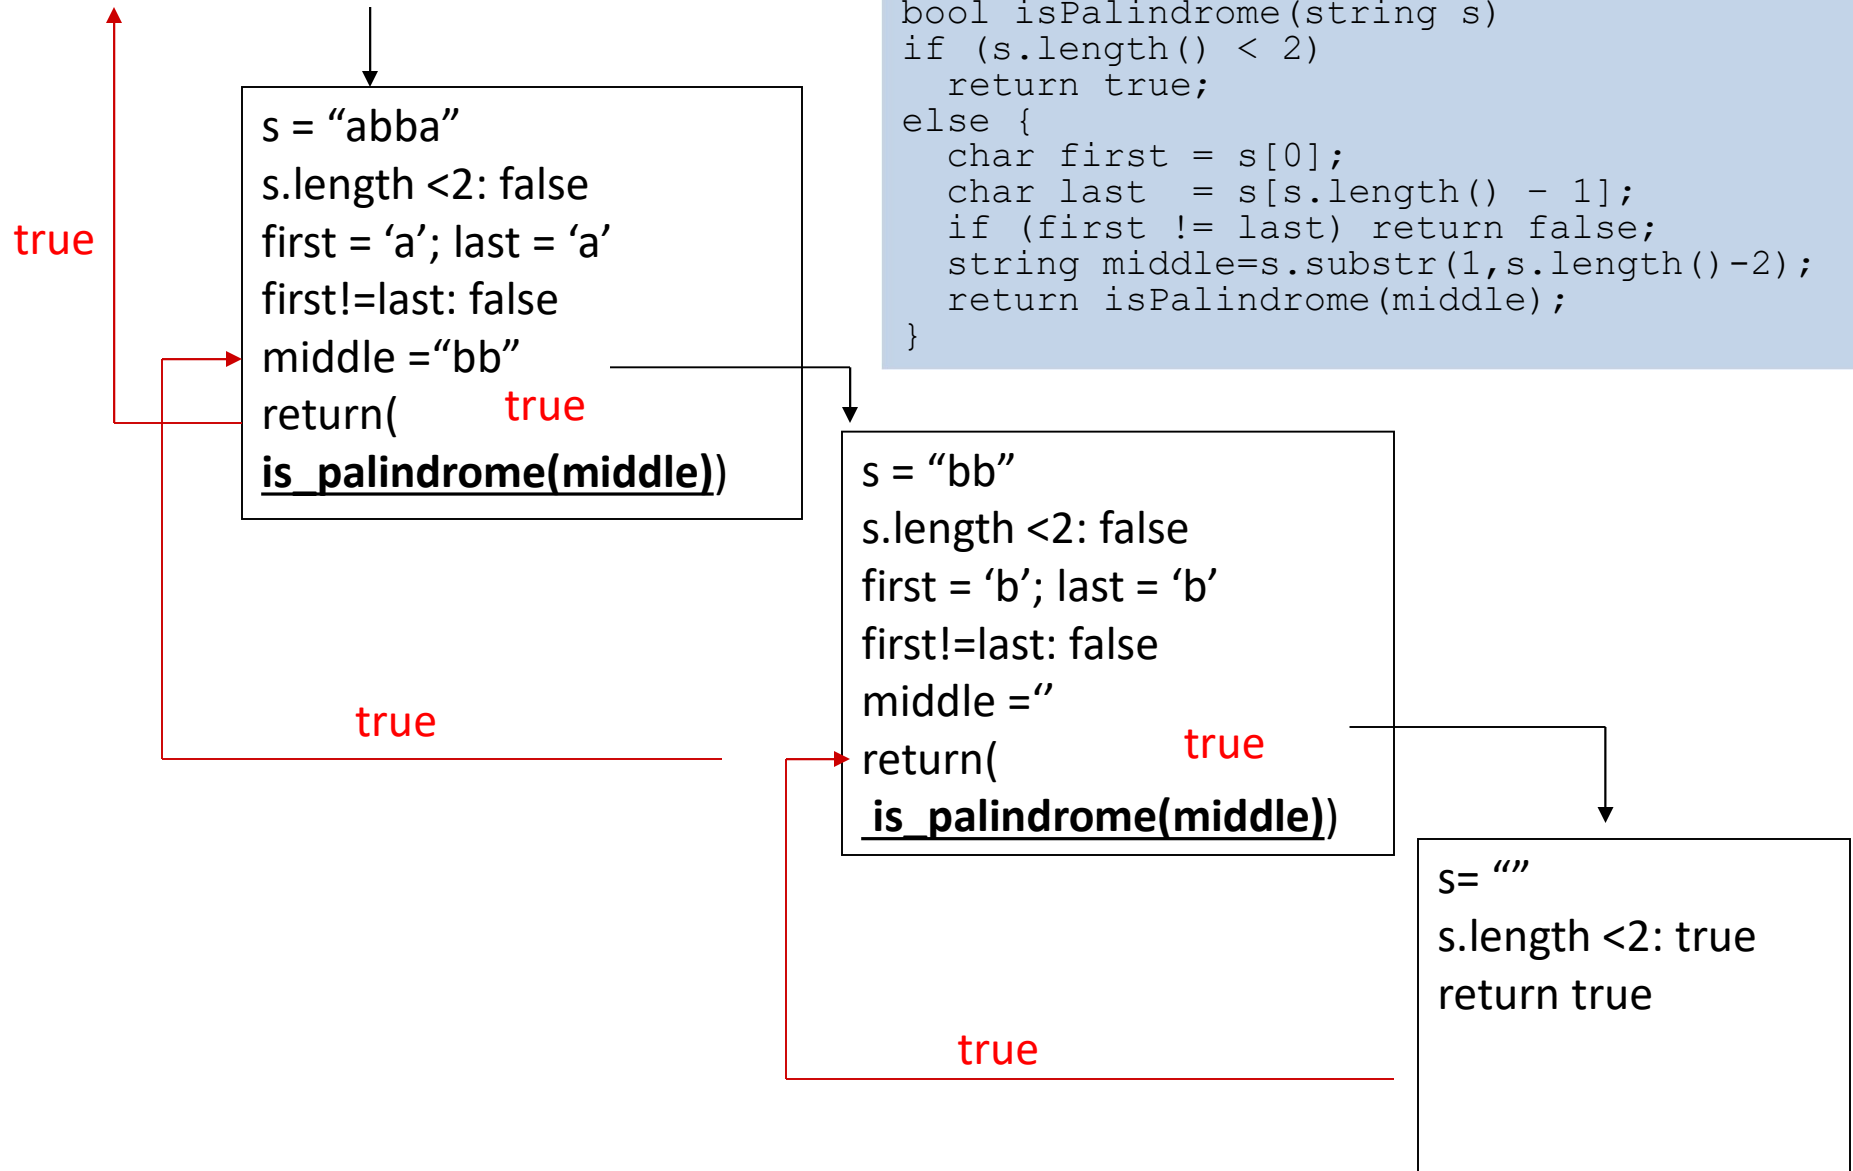 bool isPalindrome(string s)
if (s.length() < 2)
  return true;
else {
  char first = s[0];
  char last  = s[s.length() – 1];
  if (first != last) return false;
  string middle=s.substr(1,s.length()-2);
  return isPalindrome(middle);
}
s = “abba”
s.length <2: false
first = ‘a’; last = ‘a’
first!=last: false
middle =“bb”
return(
true
is_palindrome(middle))
true
s = “bb”
s.length <2: false
first = ‘b’; last = ‘b’
first!=last: false
middle =‘’
return(
true
is_palindrome(middle))
true
s= “”
s.length <2: true
return true
true